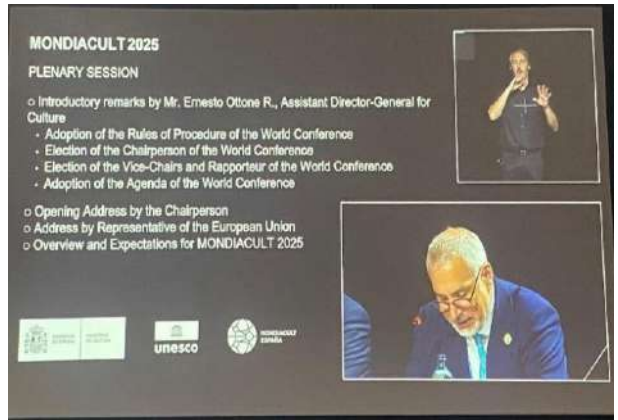 MONDIACULT 2025
PLENARY SESSION
o Introductory remarks by Mr. Ernesto Ottone R., Assistant Director-General for
Culture
• Adoption of the Rules of Procedure of the World Conference
• Election of the Chairperson of the World Conference
• Election of the Vice-Chairs and Rapporteur of the World Conference
• Adoption of the Agenda of the World Conference
o Opening Address by the Chairperson
o Address by Representative of the European Union
o Overview and Expectations for MONDIACULT 2025
unesco
MONDIACULT
ESPAÑA